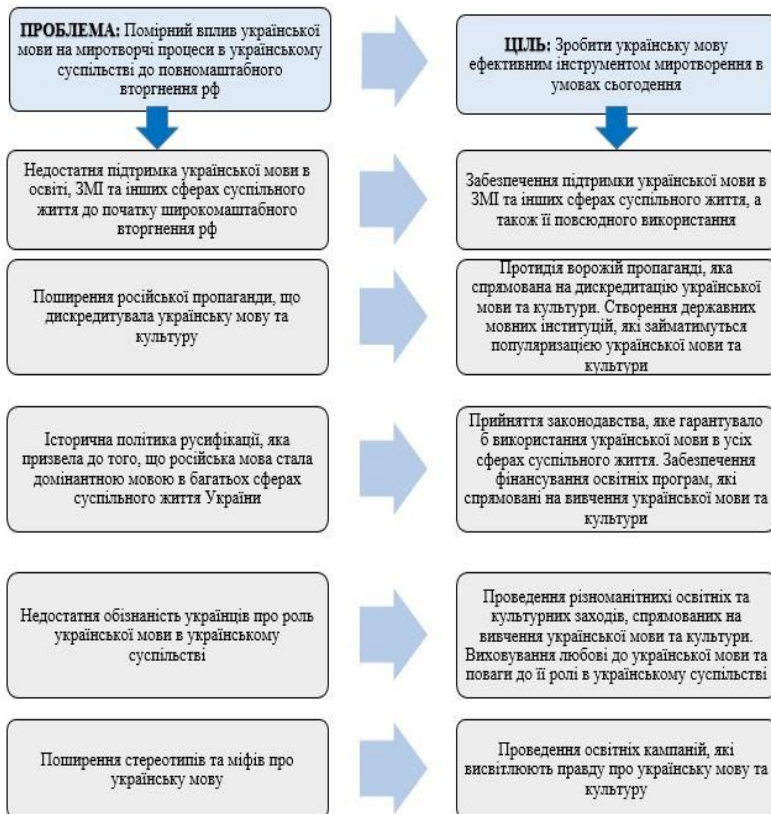 ПРОБЛЕМА: Помірний вплив української
мови на миротворчі процеси в українському
суспільстві до повномаштабного
вторгнення рф
ЦІЛЬ: Зробити українську мову
ефективним інструментом миротворення в
умовах сьогодення
Недостатня підтримка української мови в
освіті, ЗМІ та інших сферах суспільного
життя до початку широкомаштабного
вторгнення рф
Забезпечення підтримки української мови в
ЗМІ та інших сферах суспільного життя, а
також її повсюдного використання
Поширення російської пропаганди, що
дискредитувала українську мову та
культуру
Протидія ворожій пропаганді, яка
спрямована на дискредитацію української
мови та культури. Створення державних
мовних інституцій, які займатимуться
популяризацією української мови та
культури
Історична політика русифікації, яка
призвела до того, що російська мова стала
домінантною мовою в багатьох сферах
суспільного життя України
Прийняття законодавства, яке гарантувало
б використання української мови в усіх
сферах суспільного життя. Забезпечення
фінансування освітніх програм, які
спрямовані на вивчення української мови та
культури
Недостатня обізнаність українців про роль
української мови в українському
суспільстві
Проведення різноманітнихі освітніх та
культурних заходів, спрямованих на
вивчення української мови та культури.
Виховування любові до української мови та
поваги до її ролі в українському суспільстві
Поширення стереотипів та міфів про
українську мову
Проведення освітніх кампаній, які
висвітлюють правду про українську мову та
культуру